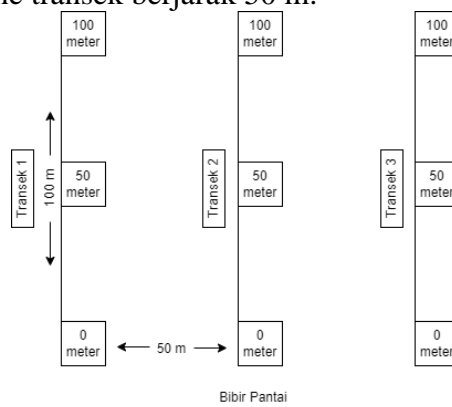 transek berjarak 50 m.
100
meter
100
meter
100
meter
Transek 1
100 m
50
meter
Transek 2
50
meter
Transek 3
50
meter
0
meter
50 m
0
meter
0
meter
Bibir Pantai